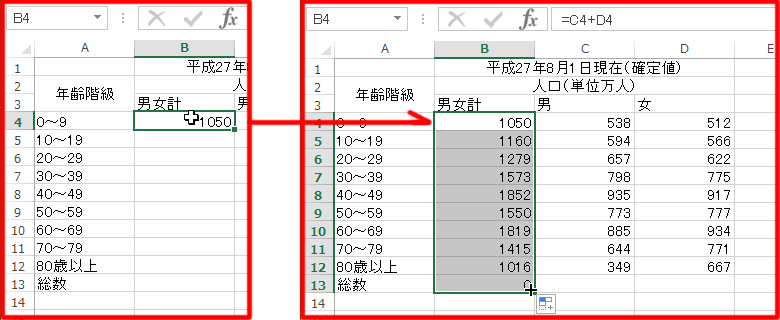 B4 fx
A B
1 平成27年
2 人
3 年齢階級 男女計 男
4 0～9 1050
5 10～19
6 20～29
7 30～39
8 40～49
9 50～59
10 60～69
11 70～79
12 80歳以上
13 総数
14
B4 fx =C4+D4
A B C D E
1 平成27年8月1日現在(確定値)
2 人口(単位万人)
3 年齢階級 男女計 男 女
4 0～9 1050 538 512
5 10～19 1160 594 566
6 20～29 1279 657 622
7 30～39 1573 798 775
8 40～49 1852 935 917
9 50～59 1550 773 777
10 60～69 1819 885 934
11 70～79 1415 644 771
12 80歳以上 1016 349 667
13 総数 0
14